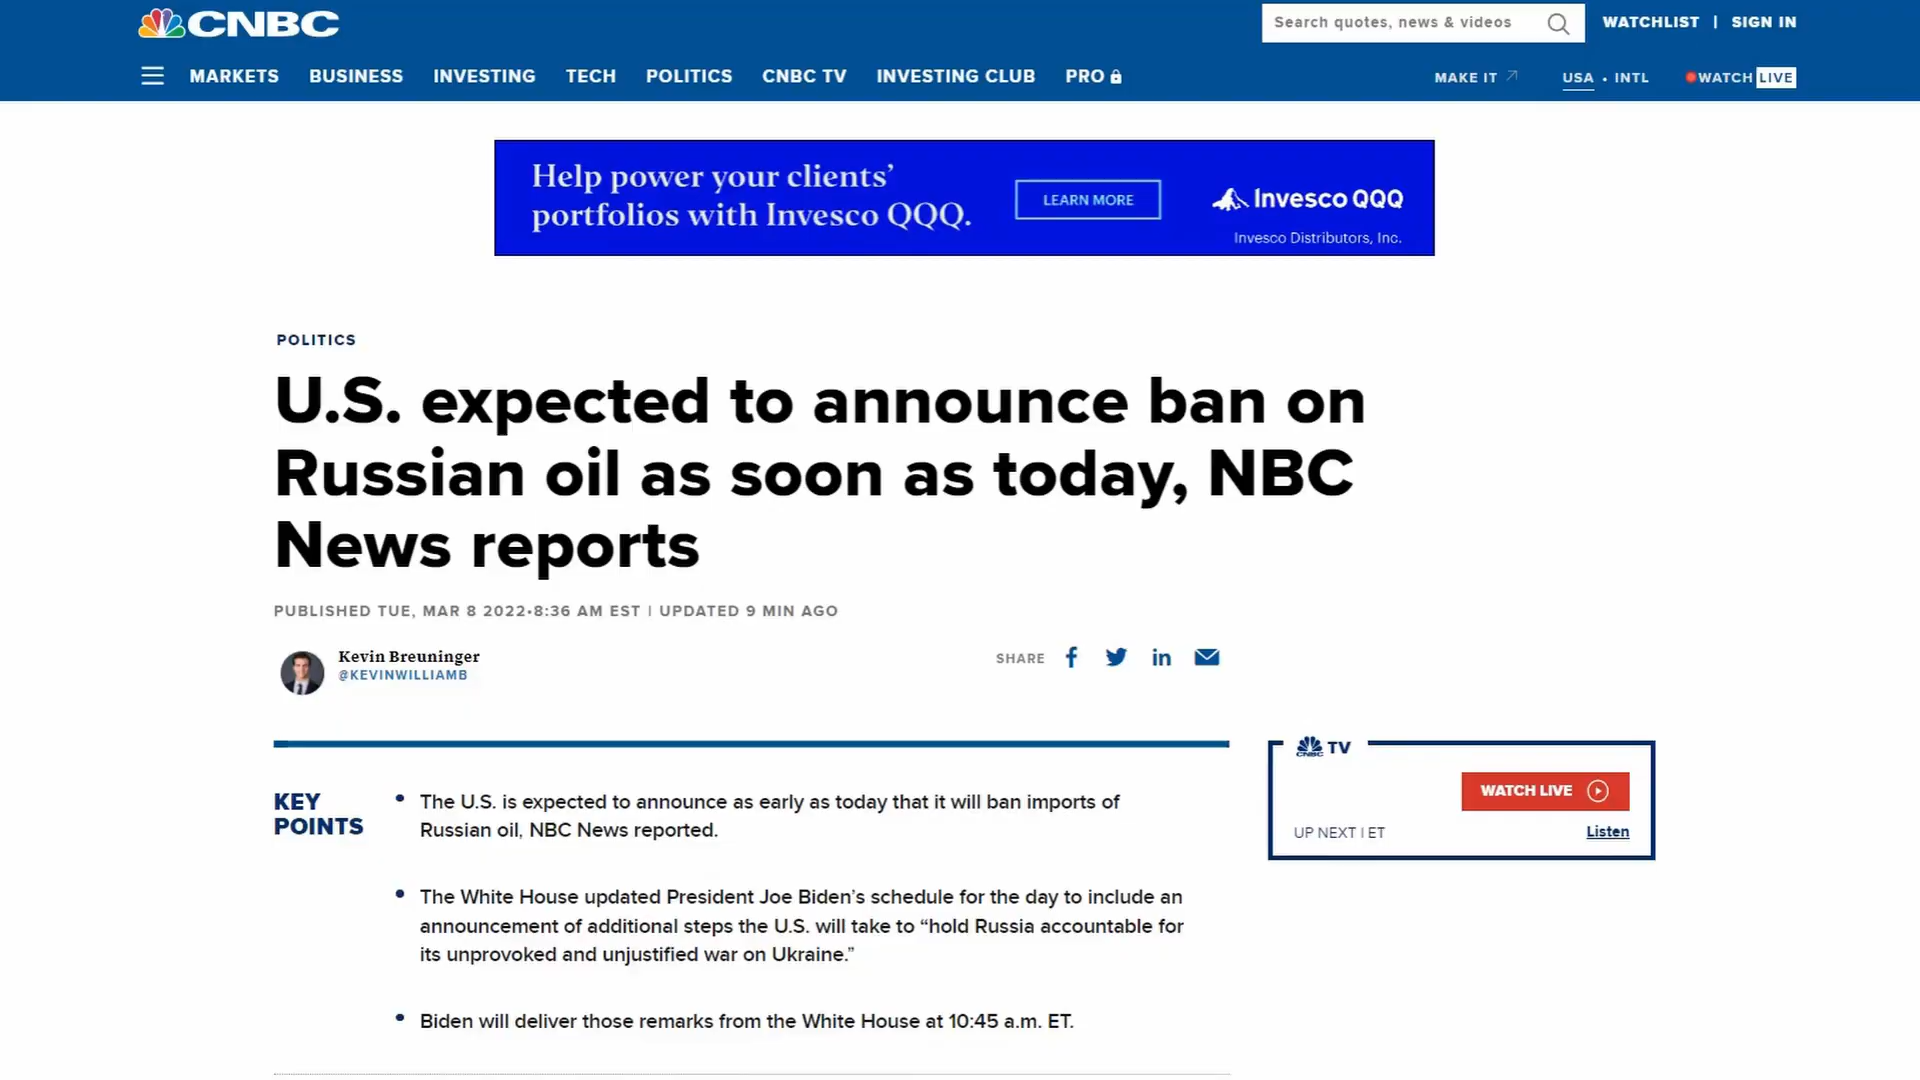 CNBC
Search quotes, news & videos
WATCHLIST | SIGN IN
MARKETS BUSINESS INVESTING TECH POLITICS CNBC TV INVESTING CLUB PRO
MAKE IT
USA • INTL
WATCH LIVE
Help power your clients’
portfolios with Invesco QQQ.
LEARN MORE
Invesco QQQ
Invesco Distributors, Inc.
POLITICS
U.S. expected to announce ban on
Russian oil as soon as today, NBC
News reports
PUBLISHED TUE, MAR 8 2022•8:36 AM EST | UPDATED 9 MIN AGO
Kevin Breuninger
@KEVINWILLIAMB
SHARE
KEY
POINTS
• The U.S. is expected to announce as early as today that it will ban imports of
Russian oil, NBC News reported.
• The White House updated President Joe Biden’s schedule for the day to include an
announcement of additional steps the U.S. will take to “hold Russia accountable for
its unprovoked and unjustified war on Ukraine.”
• Biden will deliver those remarks from the White House at 10:45 a.m. ET.
CNBC TV
WATCH LIVE
UP NEXT | ET
Listen